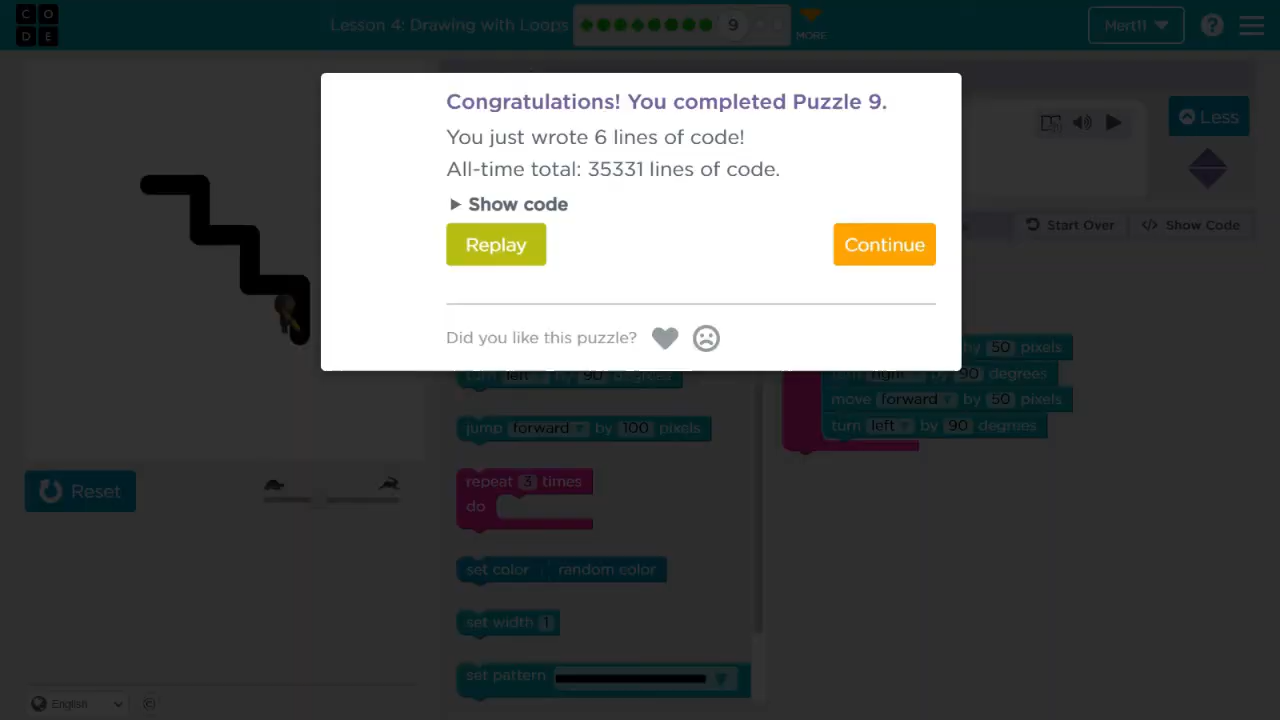 C O
D E
Lesson 4: Drawing with Loops
9
MORE
Mert11
?
Congratulations! You completed Puzzle 9.
You just wrote 6 lines of code!
All-time total: 35331 lines of code.
Show code
Replay
Continue
Did you like this puzzle?
Less
Start Over
Show Code
by 50 pixels
turn right by 90 degrees
move forward by 50 pixels
turn left by 90 degrees
turn left by 90 degrees
jump forward by 100 pixels
repeat 3 times
do
set color random color
set width 1
set pattern
Reset
English
©